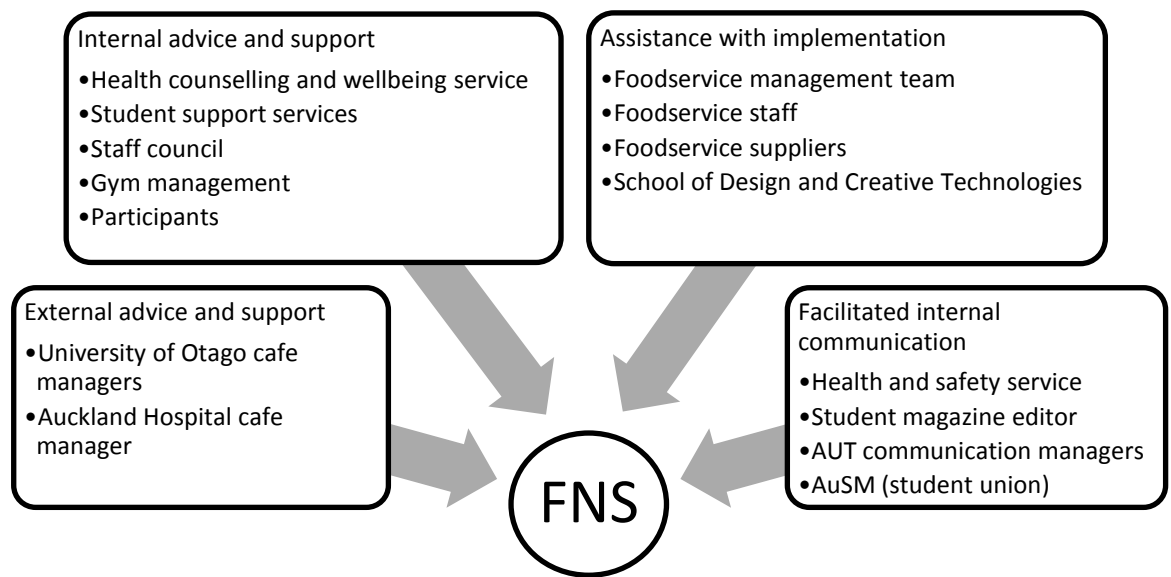 Internal advice and support
•Health counselling and wellbeing service
•Student support services
•Staff council
•Gym management
•Participants
Assistance with implementation
•Foodservice management team
•Foodservice staff
•Foodservice suppliers
•School of Design and Creative Technologies
External advice and support
•University of Otago cafe
managers
•Auckland Hospital cafe
manager
Facilitated internal
communication
•Health and safety service
•Student magazine editor
•AUT communication managers
•AuSM (student union)
FNS